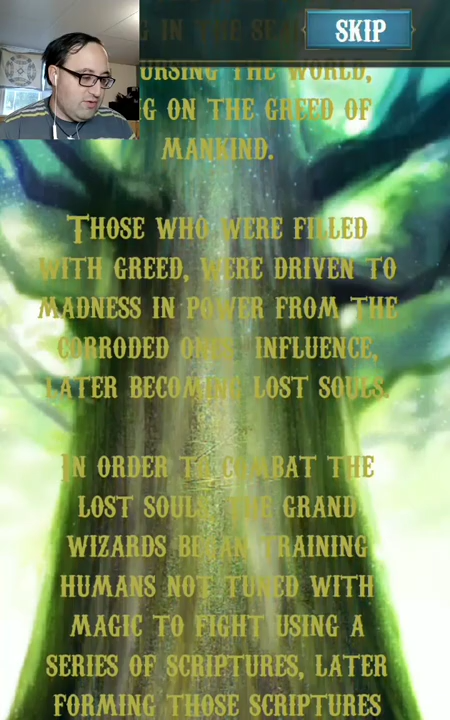 SKIP
IN THE
URSING THE WORLD,
G ON THE GREED OF
MANKIND.
THOSE WHO WERE FILLED
WITH GREED, WERE DRIVEN TO
MADNESS IN POWER FROM THE
CORRODED ONES' INFLUENCE,
LATER BECOMING LOST SOULS.
IN ORDER TO COMBAT THE
LOST SOULS, THE GRAND
WIZARDS BEGAN TRAINING
HUMANS NOT TUNED WITH
MAGIC TO FIGHT USING A
SERIES OF SCRIPTURES, LATER
FORMING THOSE SCRIPTURES